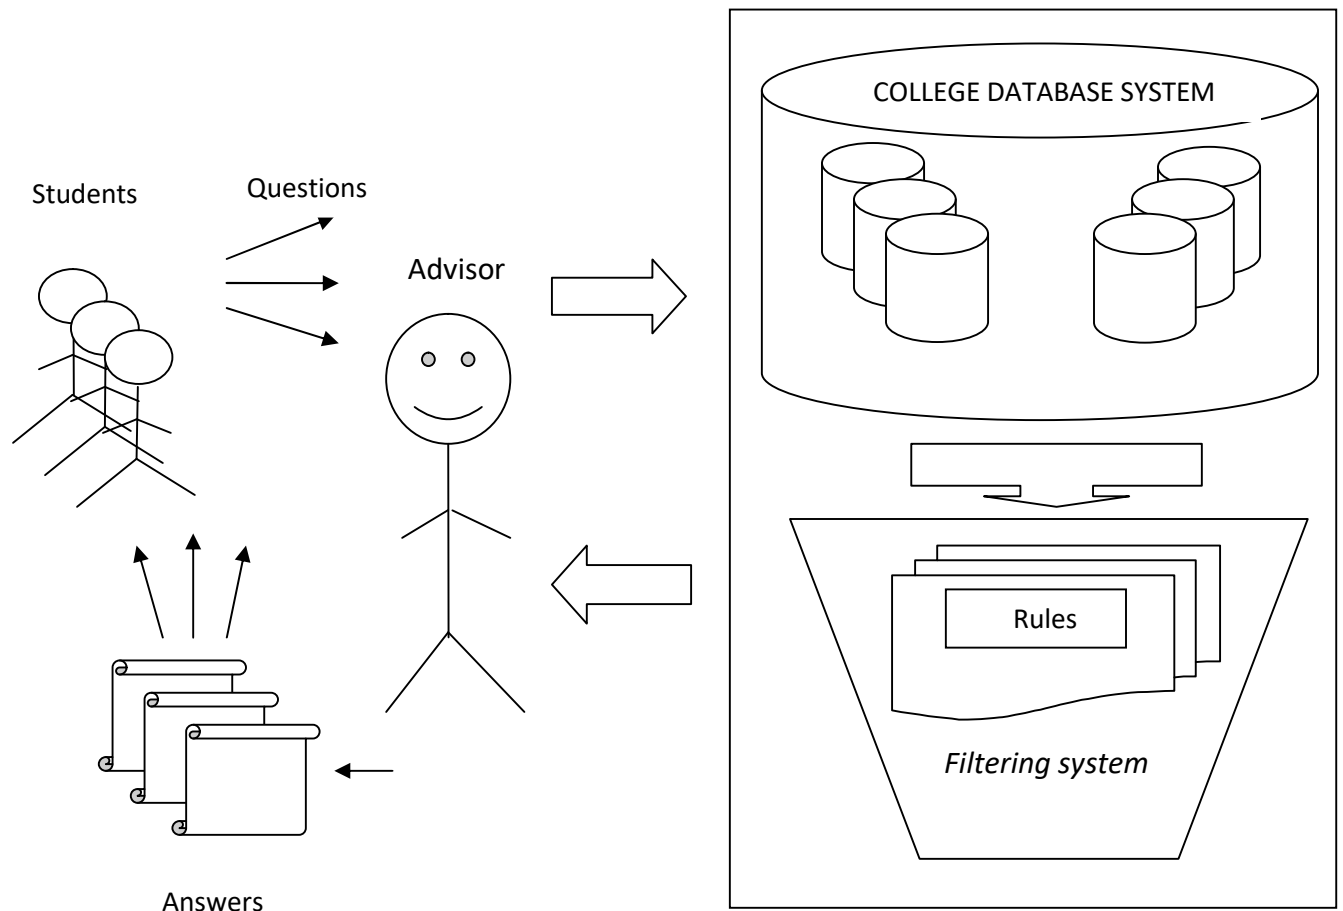 COLLEGE DATABASE SYSTEM
Students
Questions
Advisor
Rules
Filtering system
Answers